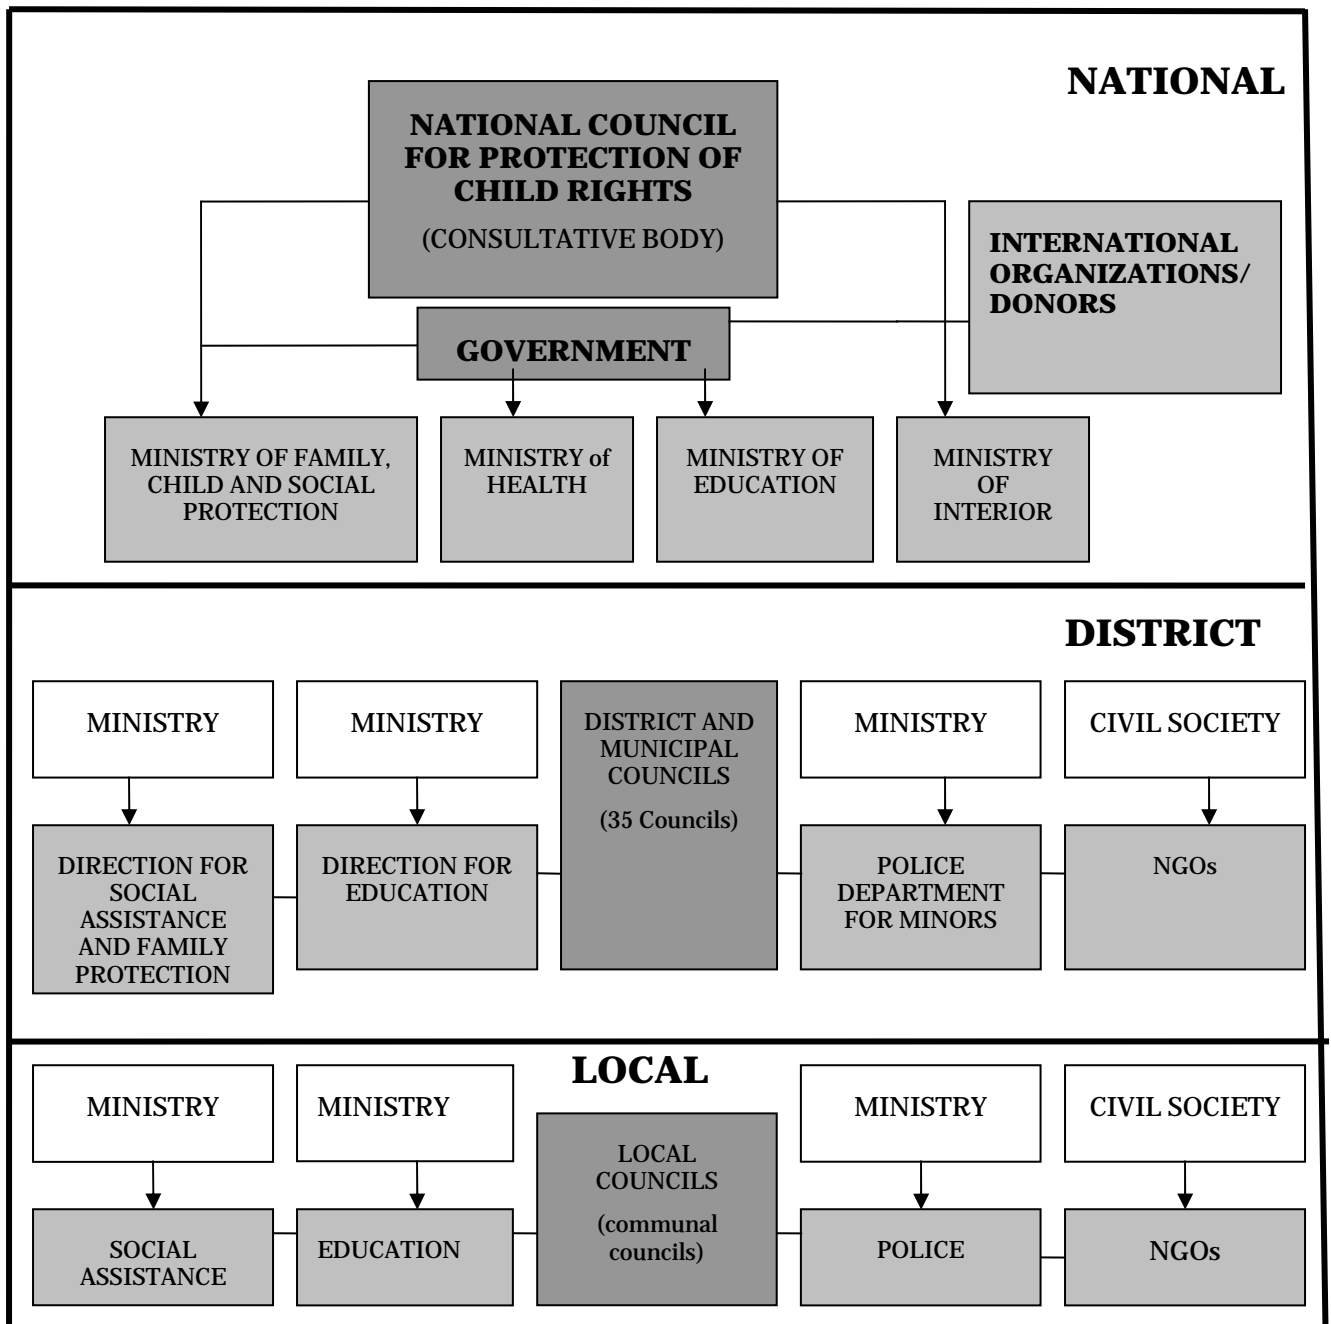 NATIONAL
NATIONAL COUNCIL
FOR PROTECTION OF
CHILD RIGHTS
(CONSULTATIVE BODY)
INTERNATIONAL
ORGANIZATIONS/
DONORS
GOVERNMENT
MINISTRY OF FAMILY,
CHILD AND SOCIAL
PROTECTION
MINISTRY of
HEALTH
MINISTRY OF
EDUCATION
MINISTRY
OF
INTERIOR
DISTRICT
MINISTRY
MINISTRY
DISTRICT AND
MUNICIPAL
COUNCILS
(35 Councils)
MINISTRY
CIVIL SOCIETY
DIRECTION FOR
SOCIAL
ASSISTANCE
AND FAMILY
PROTECTION
DIRECTION FOR
EDUCATION
POLICE
DEPARTMENT
FOR MINORS
NGOs
LOCAL
MINISTRY
MINISTRY
LOCAL
COUNCILS
(communal
councils)
MINISTRY
CIVIL SOCIETY
SOCIAL
ASSISTANCE
EDUCATION
POLICE
NGOs